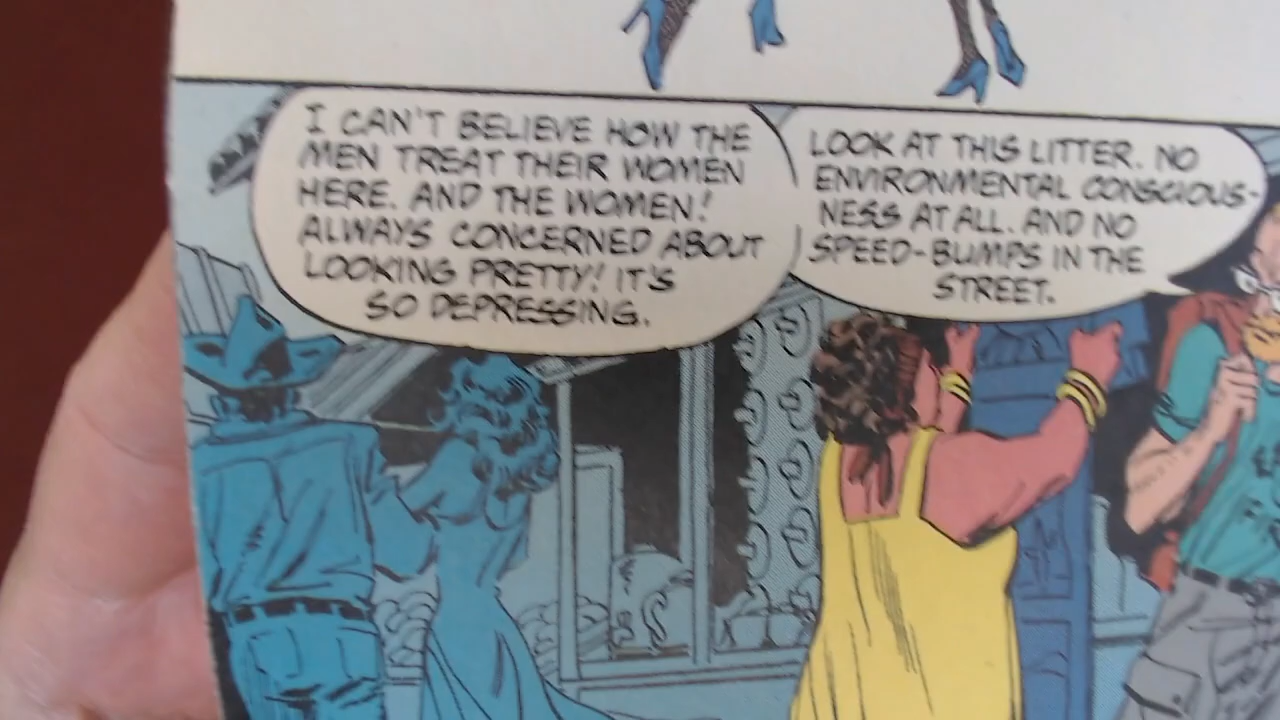 I CAN'T BELIEVE HOW THE
MEN TREAT THEIR WOMEN
HERE. AND THE WOMEN!
ALWAYS CONCERNED ABOUT
LOOKING PRETTY! IT'S
SO DEPRESSING.
LOOK AT THIS LITTER. NO
ENVIRONMENTAL CONSCIOUS-
NESS AT ALL. AND NO
SPEED-BUMPS IN THE
STREET.